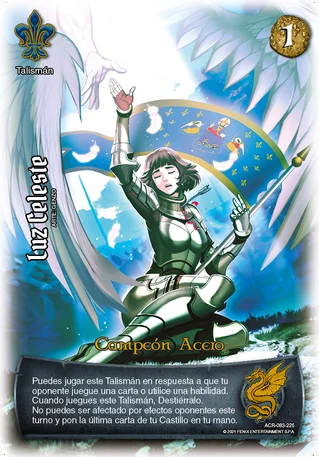 1
Talismán
Luz Celeste
Campeón Acero
Puedes jugar este Talismán en respuesta a que tu
oponente juegue una carta o utilice una habilidad.
Cuando juegues este Talismán, Destiérralo.
No puedes ser afectado por efectos oponentes este
turno y pon la última carta de tu Castillo en tu mano.
ACR-083-225
© 2021 FENIX ENTERTAINMENT S.P.A.